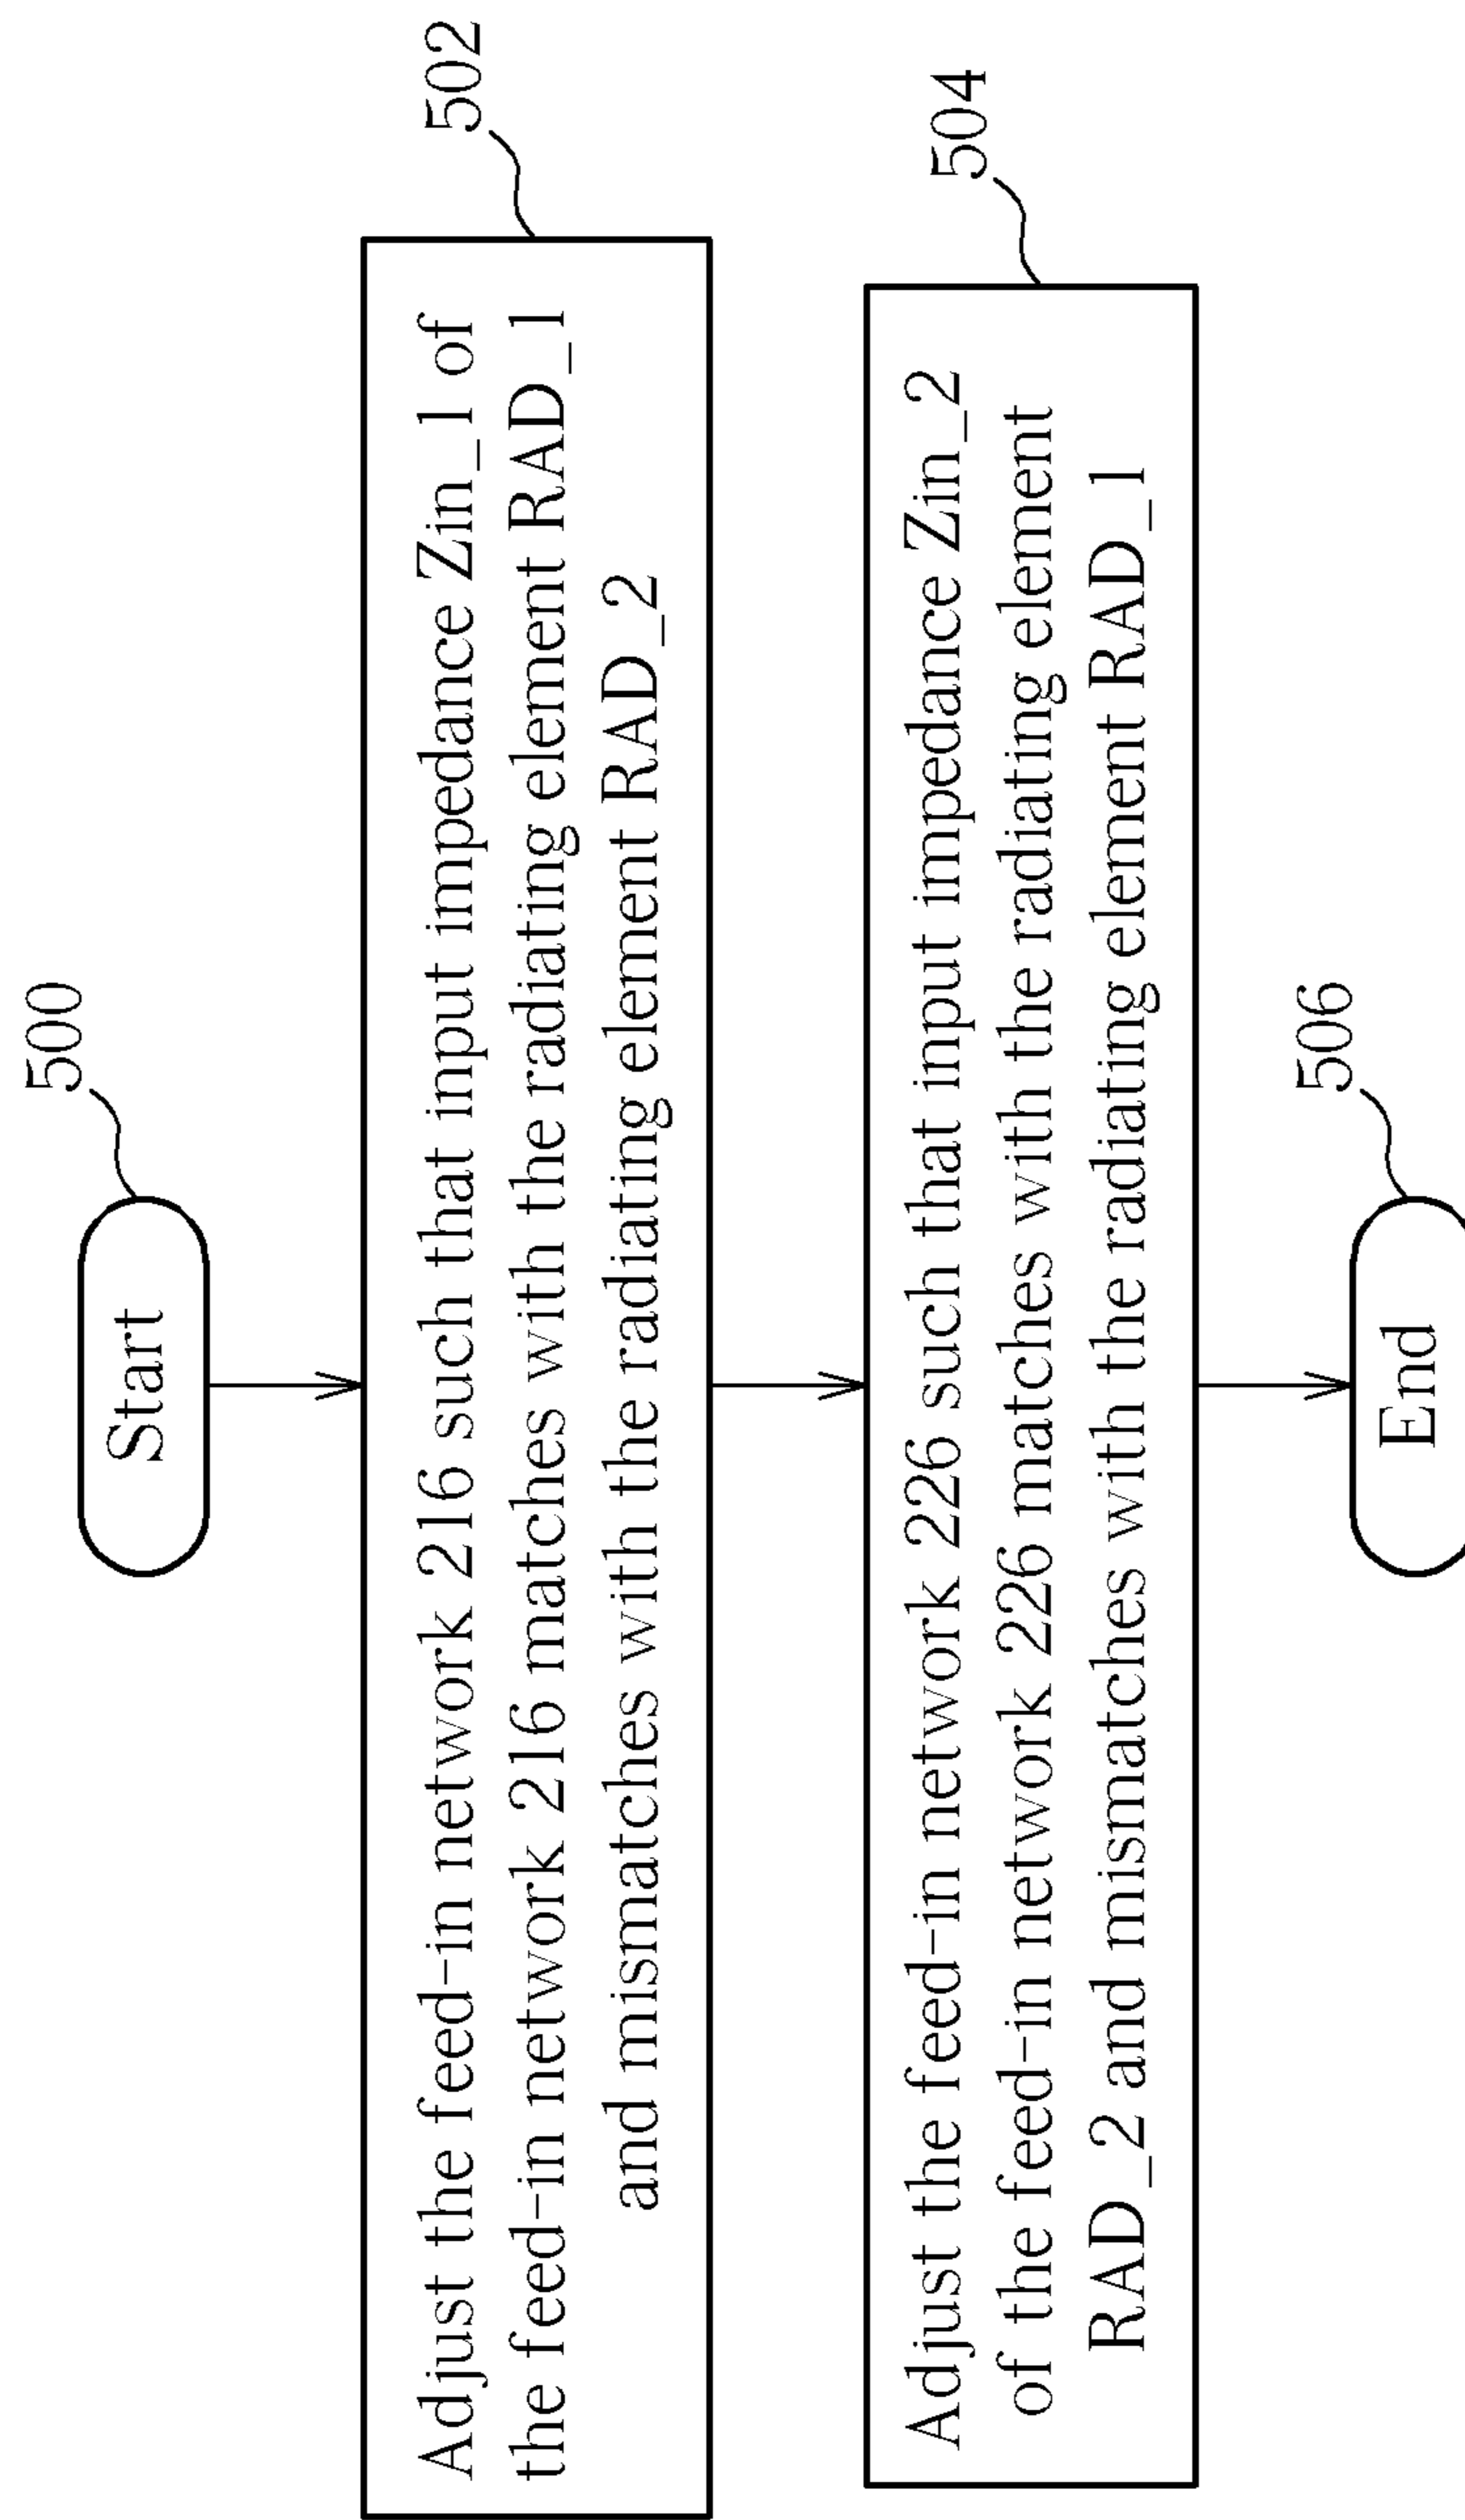 Start
500
Adjust the feed-in network 216 such that input impedance Zin_1 of
the feed-in network 216 matches with the radiating element RAD_1
and mismatches with the radiating element RAD_2
502
Adjust the feed-in network 226 such that input impedance Zin_2
of the feed-in network 226 matches with the radiating element
RAD_2 and mismatches with the radiating element RAD_1
504
End
506